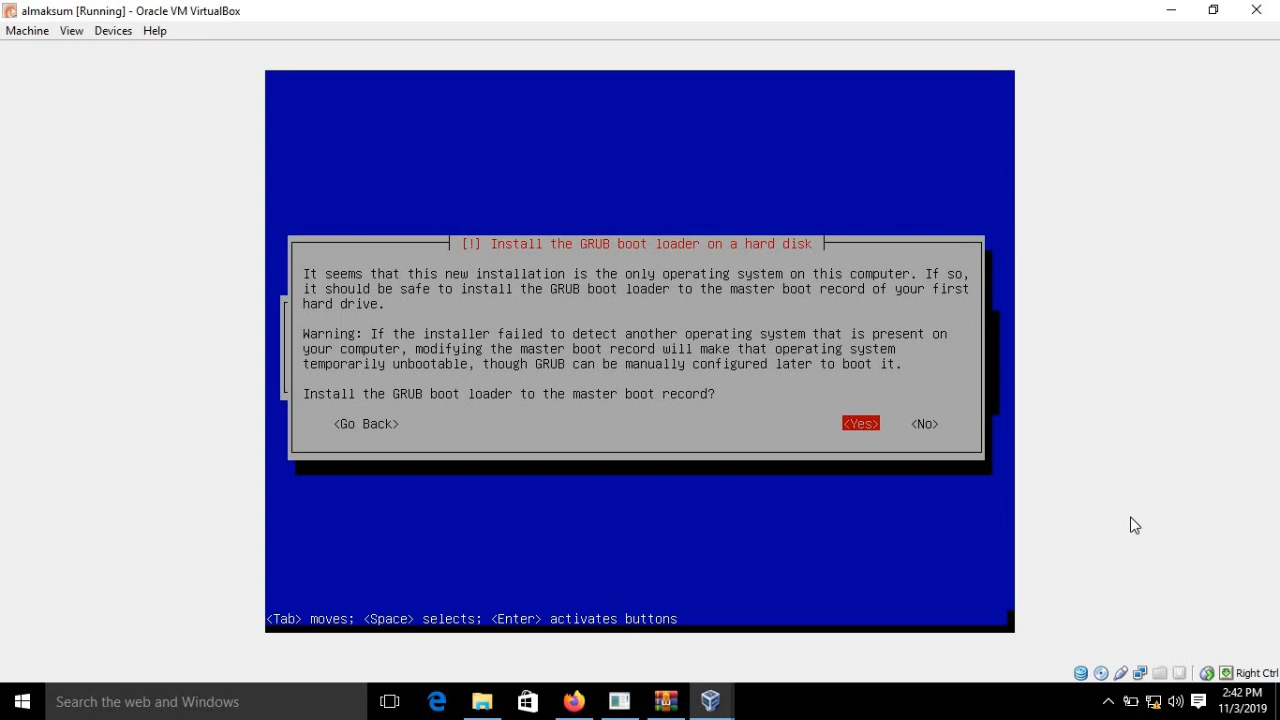 almaksum [Running] - Oracle VM VirtualBox
Machine View Devices Help
[!] Install the GRUB boot loader on a hard disk
It seems that this new installation is the only operating system on this computer. If so,
it should be safe to install the GRUB boot loader to the master boot record of your first
hard drive.
Warning: If the installer failed to detect another operating system that is present on
your computer, modifying the master boot record will make that operating system
temporarily unbootable, though GRUB can be manually configured later to boot it.
Install the GRUB boot loader to the master boot record?
<Go Back> <Yes> <No>
<Tab> moves; <Space> selects; <Enter> activates buttons
Right Ctrl
Search the web and Windows
2:42 PM
11/3/2019